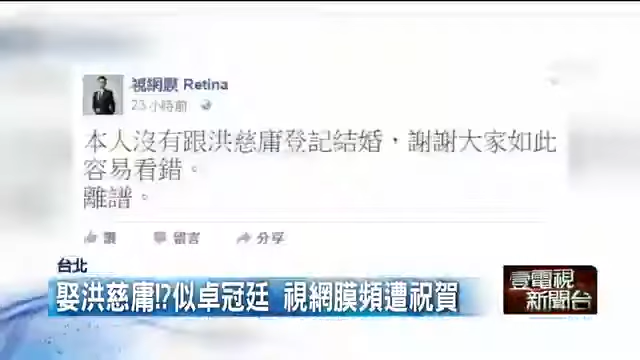 視網膜 Retina
23 小時前
本人沒有跟洪慈庸登記結婚，謝謝大家如此
容易看錯。
離譜。
讚 留言 分享
台北
娶洪慈庸!?似卓冠廷 視網膜頻遭祝賀
壹電視
新聞台